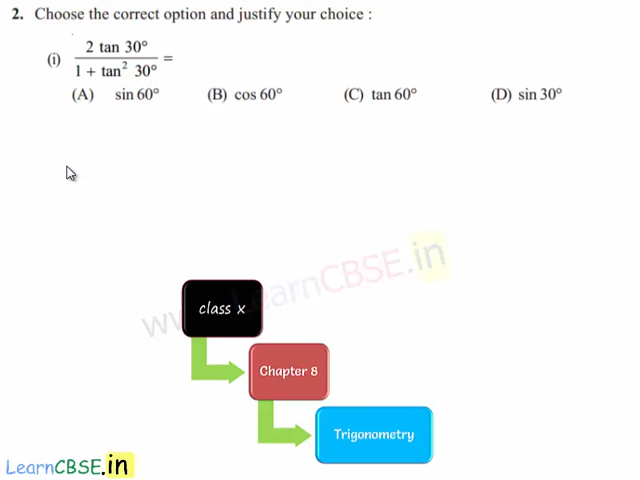 2. Choose the correct option and justify your choice :
(i) 2 tan 30° / 1 + tan² 30° =
(A) sin 60° (B) cos 60° (C) tan 60° (D) sin 30°
www.LearnCBSE.in
class x
Chapter 8
Trigonometry
LearnCBSE.in